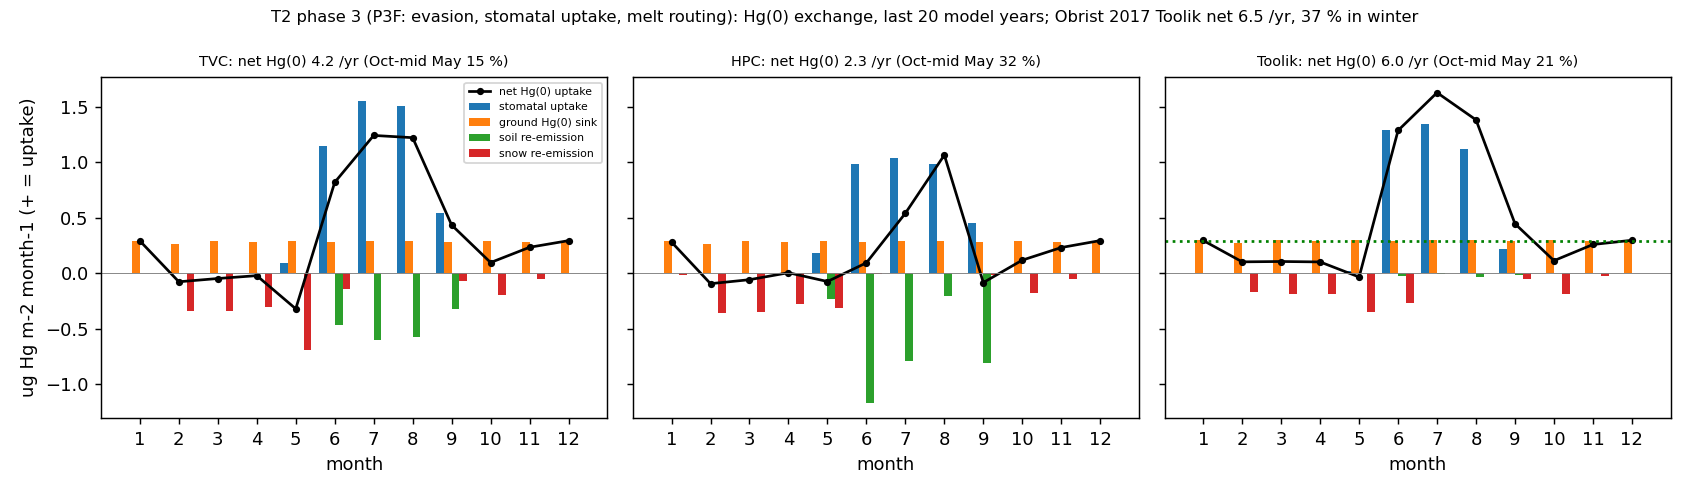 T2 phase 3 (P3F: evasion, stomatal uptake, melt routing): Hg(0) exchange, last 20 model years; Obrist 2017 Toolik net 6.5 /yr, 37 % in winter
TVC: net Hg(0) 4.2 /yr (Oct-mid May 15 %)
net Hg(0) uptake
stomatal uptake
ground Hg(0) sink
soil re-emission
snow re-emission
ug Hg m-2 month-1 (+ = uptake)
1.5
1.0
0.5
0.0
−0.5
−1.0
1 2 3 4 5 6 7 8 9 10 11 12
month
HPC: net Hg(0) 2.3 /yr (Oct-mid May 32 %)
1 2 3 4 5 6 7 8 9 10 11 12
month
Toolik: net Hg(0) 6.0 /yr (Oct-mid May 21 %)
1 2 3 4 5 6 7 8 9 10 11 12
month